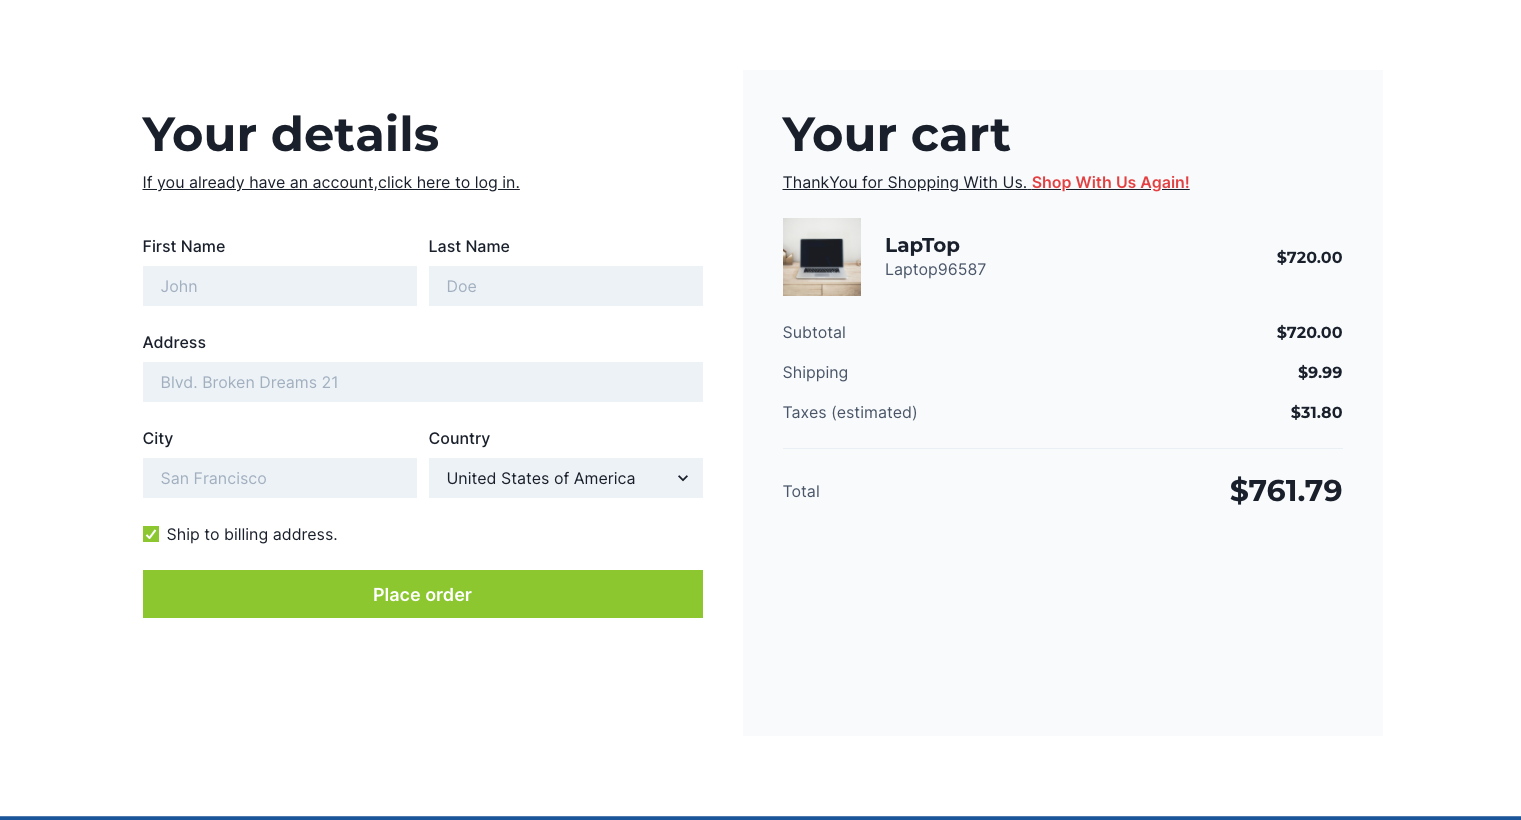 Your details
If you already have an account,click here to log in.
First Name
Last Name
John
Doe
Address
Blvd. Broken Dreams 21
City
Country
San Francisco
United States of America
Ship to billing address.
Place order
Your cart
ThankYou for Shopping With Us. Shop With Us Again!
LapTop
Laptop96587
$720.00
Subtotal
$720.00
Shipping
$9.99
Taxes (estimated)
$31.80
Total
$761.79